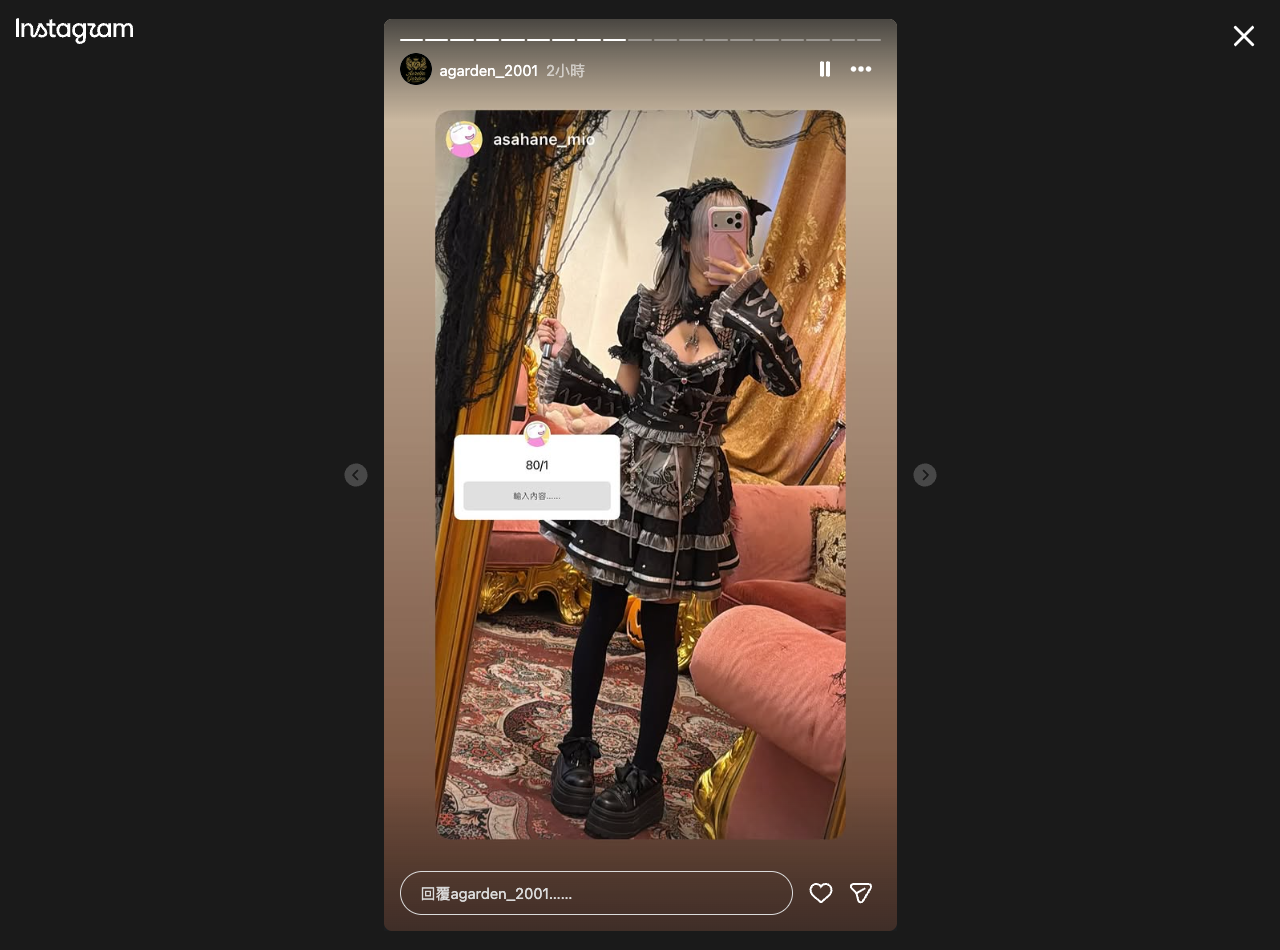 Instagram
agarden_2001 2小時
asahane_mio
80/1
輸入內容......
回覆agarden_2001......